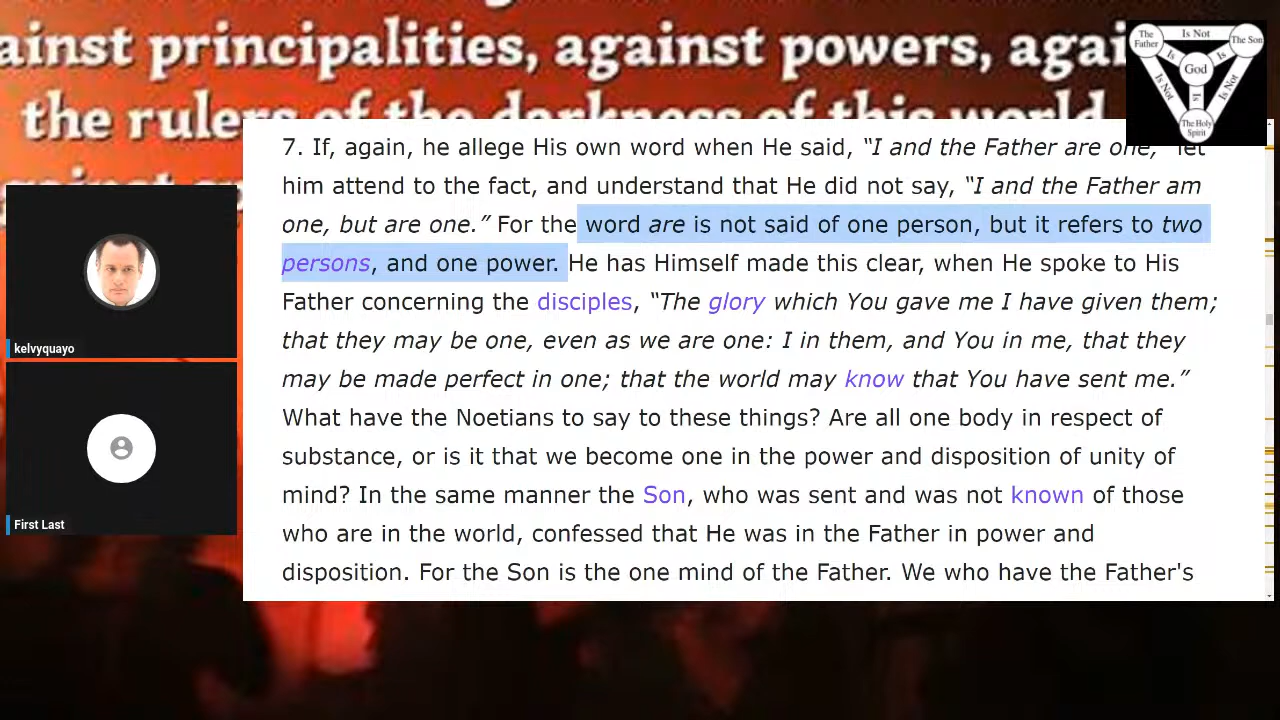 ainst principalities, against powers, agai
the rulers of the darkness of this world
The Father
Is Not
The Son
Is
Is
God
Is Not
Is
Is Not
The Holy Spirit
7. If, again, he allege His own word when He said, “I and the Father are one,” let
him attend to the fact, and understand that He did not say, “I and the Father am
one, but are one.” For the word are is not said of one person, but it refers to two
persons, and one power. He has Himself made this clear, when He spoke to His
Father concerning the disciples, “The glory which You gave me I have given them;
that they may be one, even as we are one: I in them, and You in me, that they
may be made perfect in one; that the world may know that You have sent me.”
What have the Noetians to say to these things? Are all one body in respect of
substance, or is it that we become one in the power and disposition of unity of
mind? In the same manner the Son, who was sent and was not known of those
who are in the world, confessed that He was in the Father in power and
disposition. For the Son is the one mind of the Father. We who have the Father's
kelvyquayo
First Last